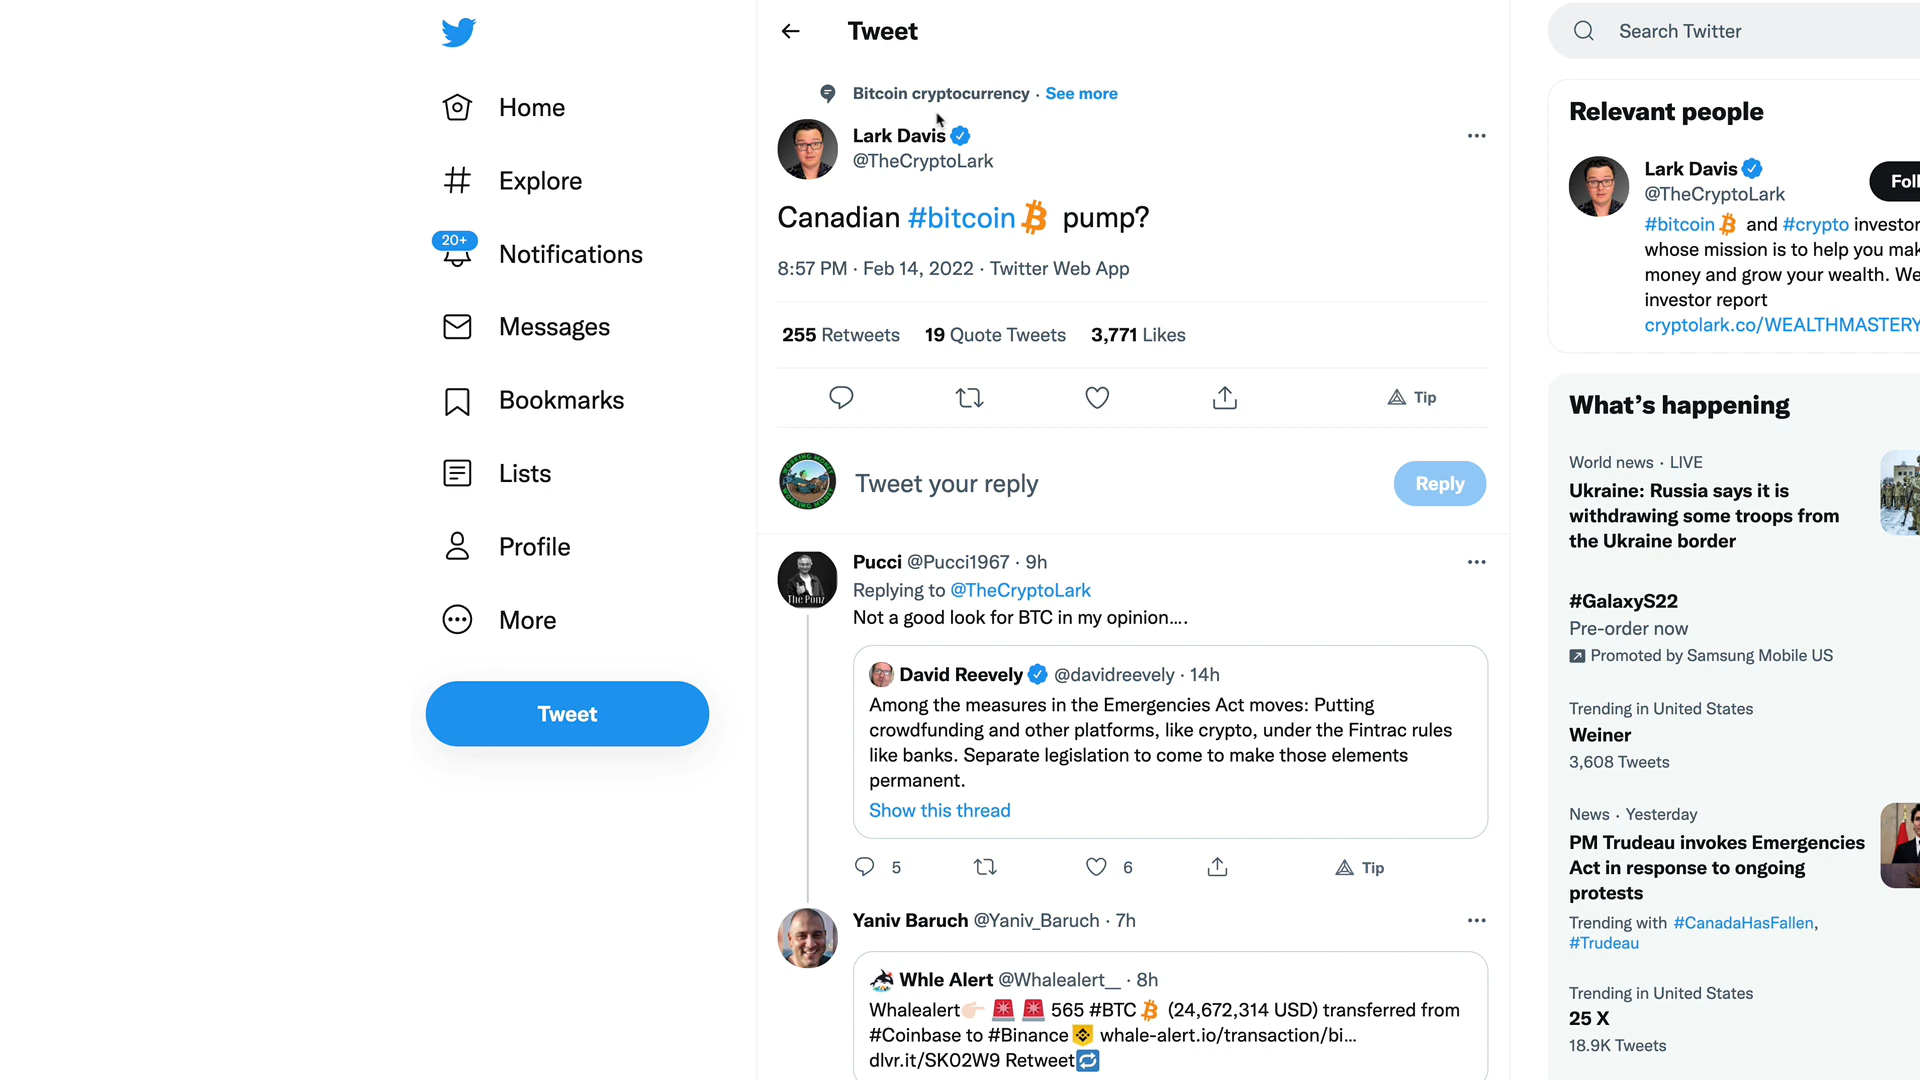 Home
Explore
20+
Notifications
Messages
Bookmarks
Lists
Profile
More
Tweet
Tweet
Bitcoin cryptocurrency · See more
Lark Davis
@TheCryptoLark
Canadian #bitcoin pump?
8:57 PM · Feb 14, 2022 · Twitter Web App
255 Retweets 19 Quote Tweets 3,771 Likes
Tip
Tweet your reply
Reply
Pucci @Pucci1967 · 9h
Replying to @TheCryptoLark
Not a good look for BTC in my opinion....
The Ponz
David Reevely @davidreevely · 14h
Among the measures in the Emergencies Act moves: Putting
crowdfunding and other platforms, like crypto, under the Fintrac rules
like banks. Separate legislation to come to make those elements
permanent.
Show this thread
5 6 Tip
Yaniv Baruch @Yaniv_Baruch · 7h
Whle Alert @Whalealert__ · 8h
Whalealert👉🏻 🚨 🚨 565 #BTC (24,672,314 USD) transferred from
#Coinbase to #Binance whale-alert.io/transaction/bi...
dlvr.it/SK02W9 Retweet🔁
Search Twitter
Relevant people
Lark Davis
@TheCryptoLark
Foll
#bitcoin and #crypto investor
whose mission is to help you mak
money and grow your wealth. We
investor report
cryptolark.co/WEALTHMASTERY
What's happening
World news · LIVE
Ukraine: Russia says it is
withdrawing some troops from
the Ukraine border
#GalaxyS22
Pre-order now
Promoted by Samsung Mobile US
Trending in United States
Weiner
3,608 Tweets
News · Yesterday
PM Trudeau invokes Emergencies
Act in response to ongoing
protests
Trending with #CanadaHasFallen,
#Trudeau
Trending in United States
25 X
18.9K Tweets